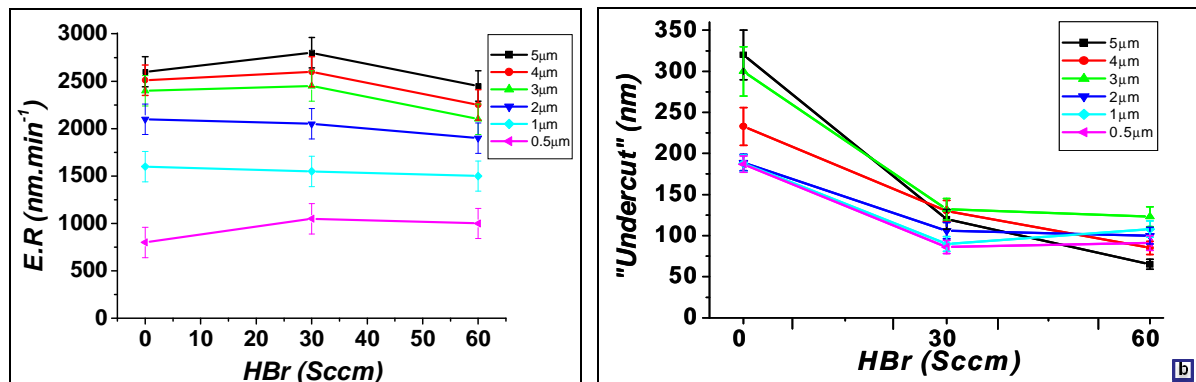 3000
2500
2000
1500
1000
500
0
E.R (nm.min⁻¹)
0 10 20 30 40 50 60
HBr (Sccm)
5µm
4µm
3µm
2µm
1µm
0.5µm
350
300
250
200
150
100
50
0
"Undercut" (nm)
0 30 60
HBr (Sccm)
5µm
4µm
3µm
2µm
1µm
0.5µm
b